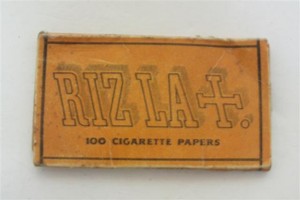 RIZ LA+.
100 CIGARETTE PAPERS